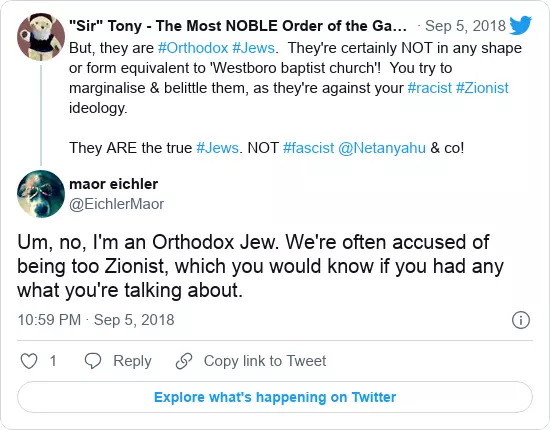 "Sir" Tony - The Most NOBLE Order of the Ga... · Sep 5, 2018
But, they are #Orthodox #Jews.  They're certainly NOT in any shape
or form equivalent to 'Westboro baptist church'!  You try to
marginalise & belittle them, as they're against your #racist #Zionist
ideology.
They ARE the true #Jews. NOT #fascist @Netanyahu & co!
maor eichler
@EichlerMaor
Um, no, I'm an Orthodox Jew. We're often accused of
being too Zionist, which you would know if you had any
what you're talking about.
10:59 PM · Sep 5, 2018
1 Reply Copy link to Tweet
Explore what's happening on Twitter